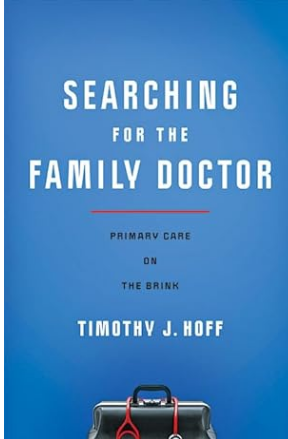 SEARCHING
FOR THE
FAMILY DOCTOR
PRIMARY CARE
ON
THE BRINK
TIMOTHY J. HOFF